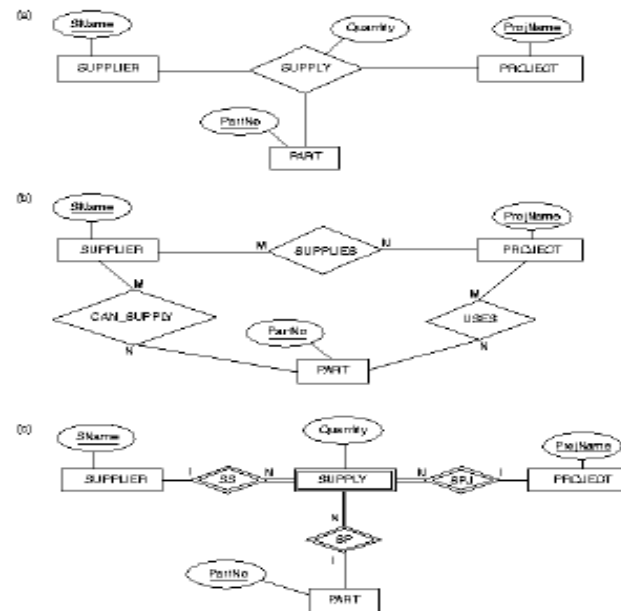 (a)
SName
Quantity
ProjName
SUPPLIER
SUPPLY
PROJECT
PartNo
PART
(b)
SName
ProjName
SUPPLIER
M
SUPPLIES
N
PROJECT
M
M
CAN_SUPPLY
PartNo
USES
N
N
PART
(c)
SName
Quantity
ProjName
SUPPLIER
1
SS
N
SUPPLY
N
SPJ
1
PROJECT
N
SP
1
PartNo
PART